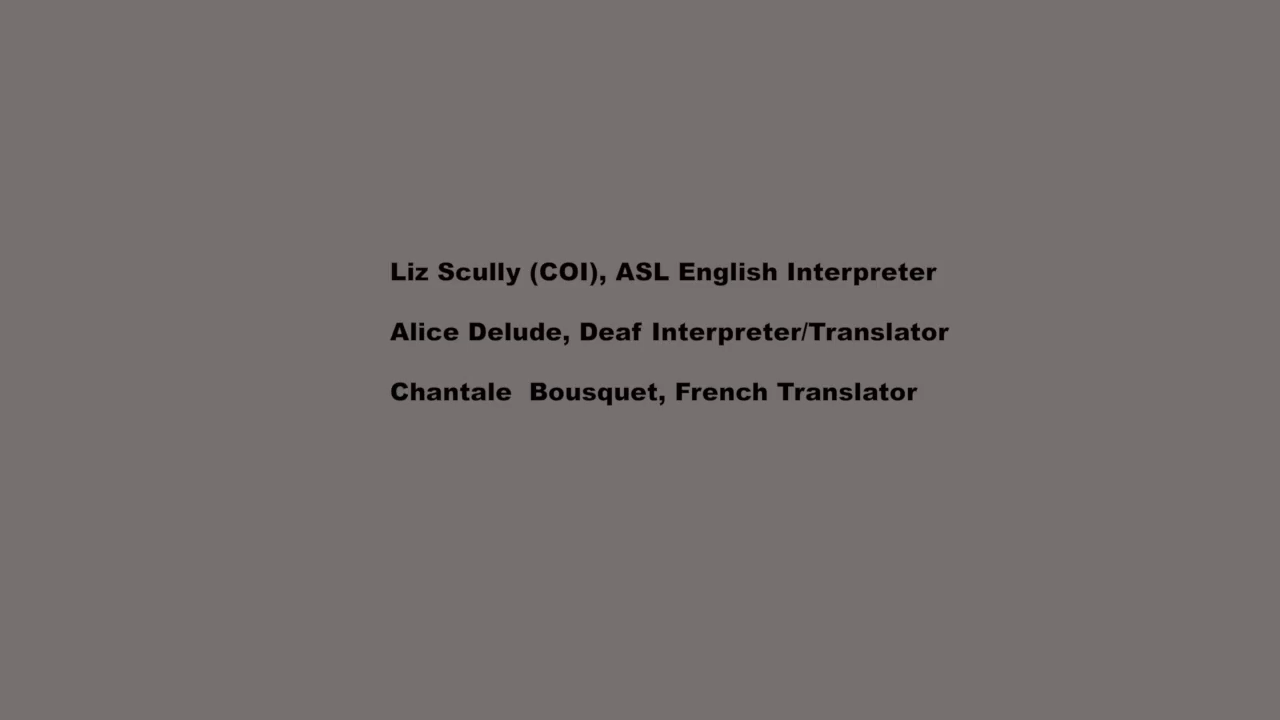 Liz Scully (COI), ASL English Interpreter
Alice Delude, Deaf Interpreter/Translator
Chantale  Bousquet, French Translator